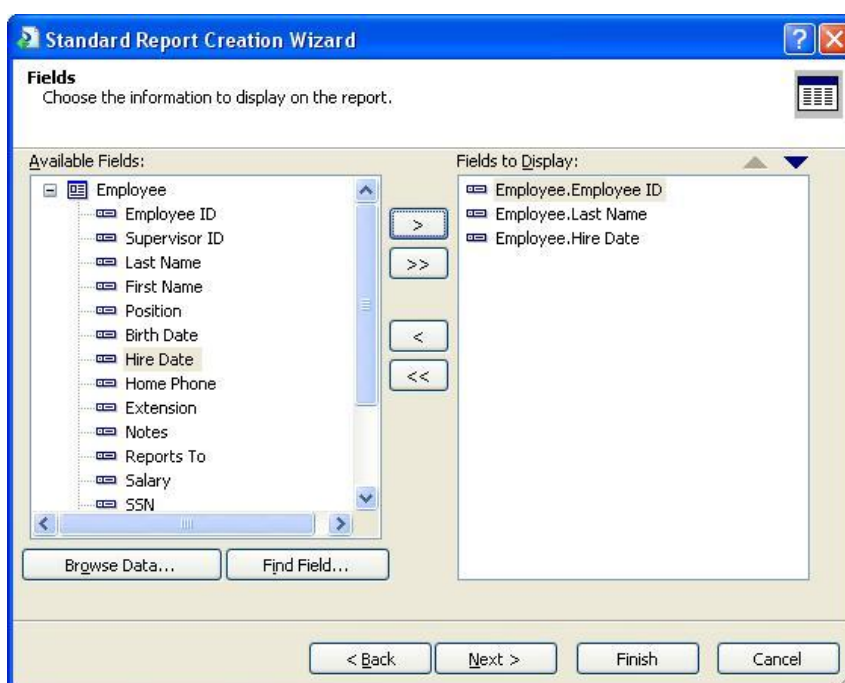 Standard Report Creation Wizard
?
Fields
Choose the information to display on the report.
Available Fields:
Employee
Employee ID
Supervisor ID
Last Name
First Name
Position
Birth Date
Hire Date
Home Phone
Extension
Notes
Reports To
Salary
SSN
Browse Data...
Find Field...
>
>>
<
<<
Fields to Display:
Employee.Employee ID
Employee.Last Name
Employee.Hire Date
< Back
Next >
Finish
Cancel